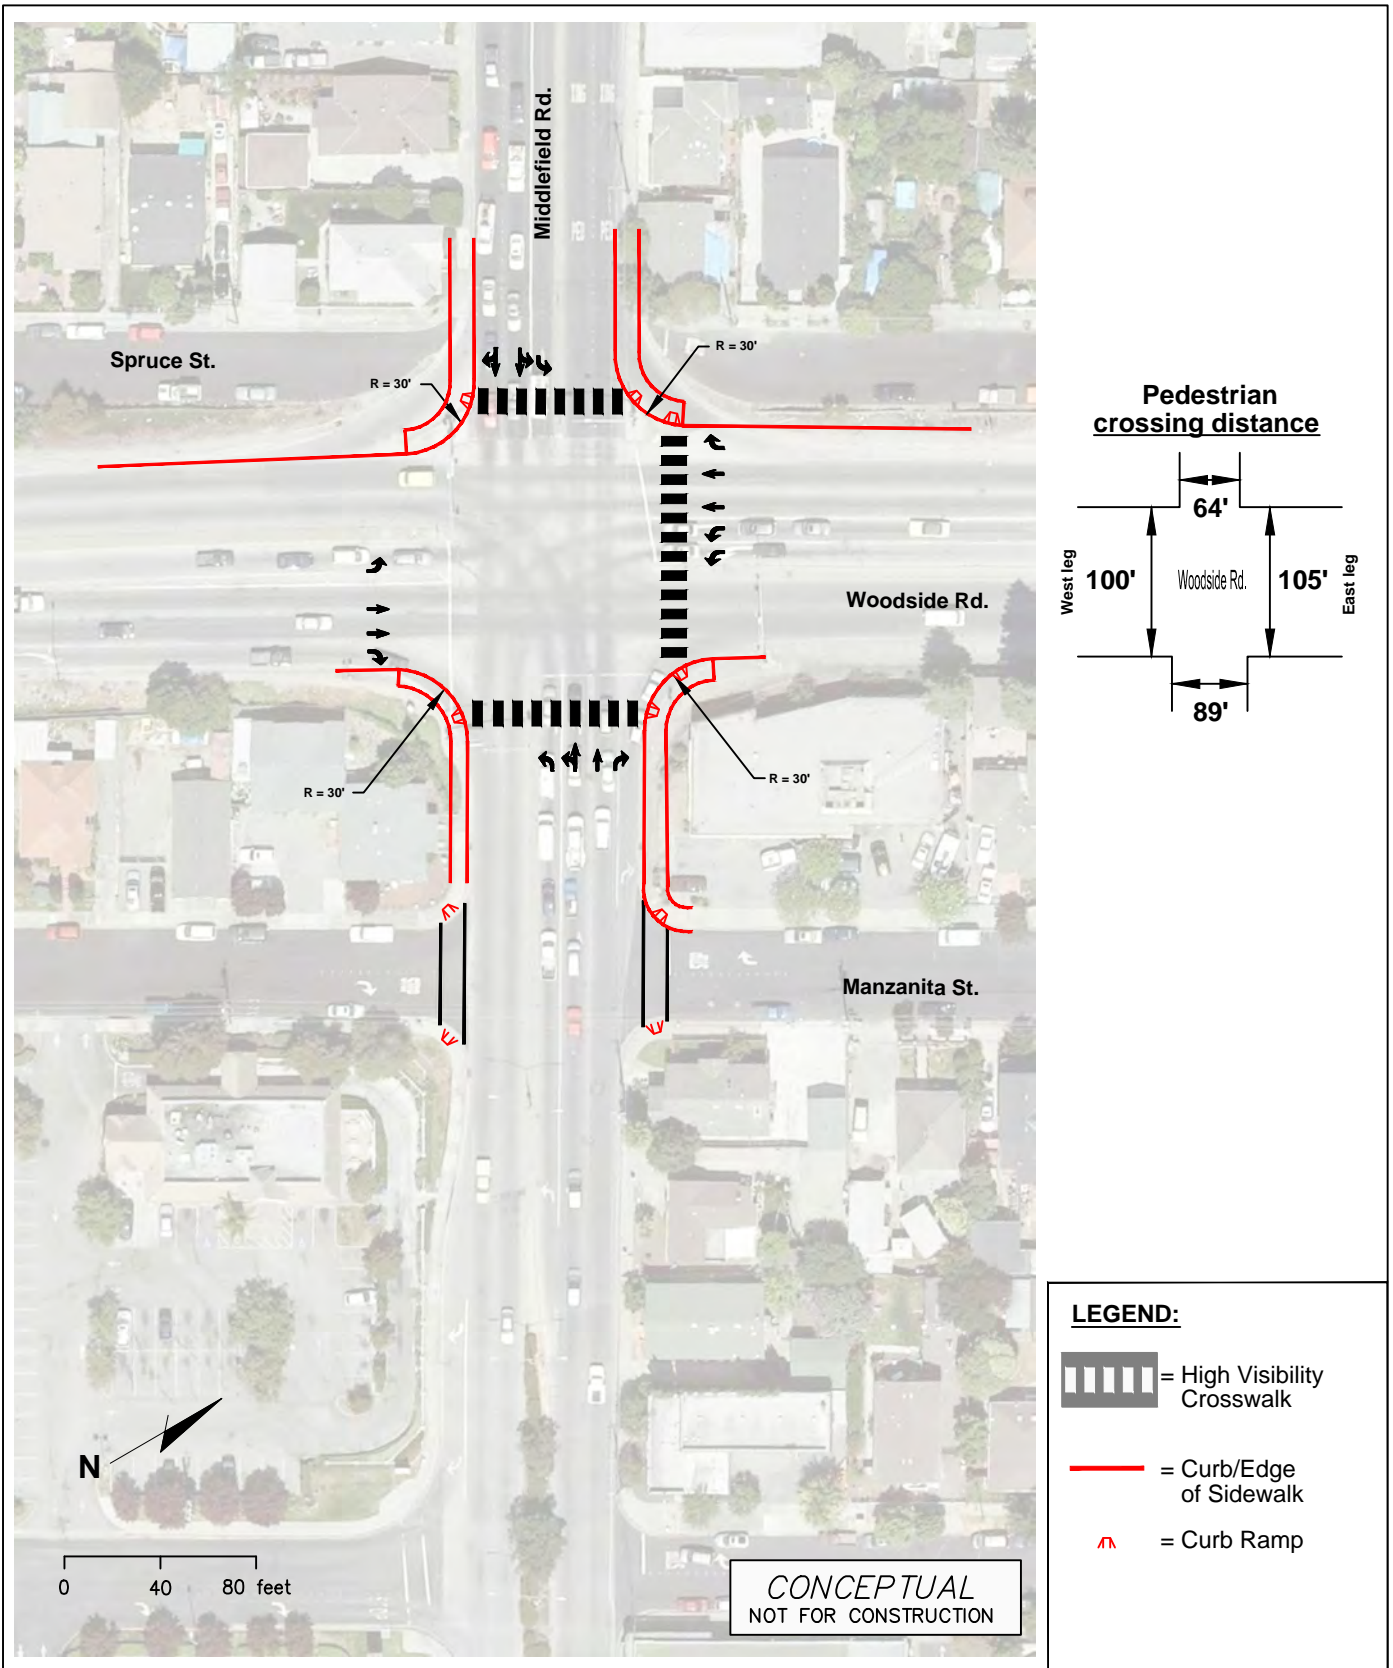 Middlefield Rd.
Spruce St.
R = 30'
R = 30'
Woodside Rd.
R = 30'
R = 30'
Manzanita St.
N
0 40 80 feet
CONCEPTUAL
NOT FOR CONSTRUCTION
Pedestrian
crossing distance
64'
West leg
100'
Woodside Rd.
105'
East leg
89'
LEGEND:
= High Visibility
Crosswalk
= Curb/Edge
of Sidewalk
= Curb Ramp